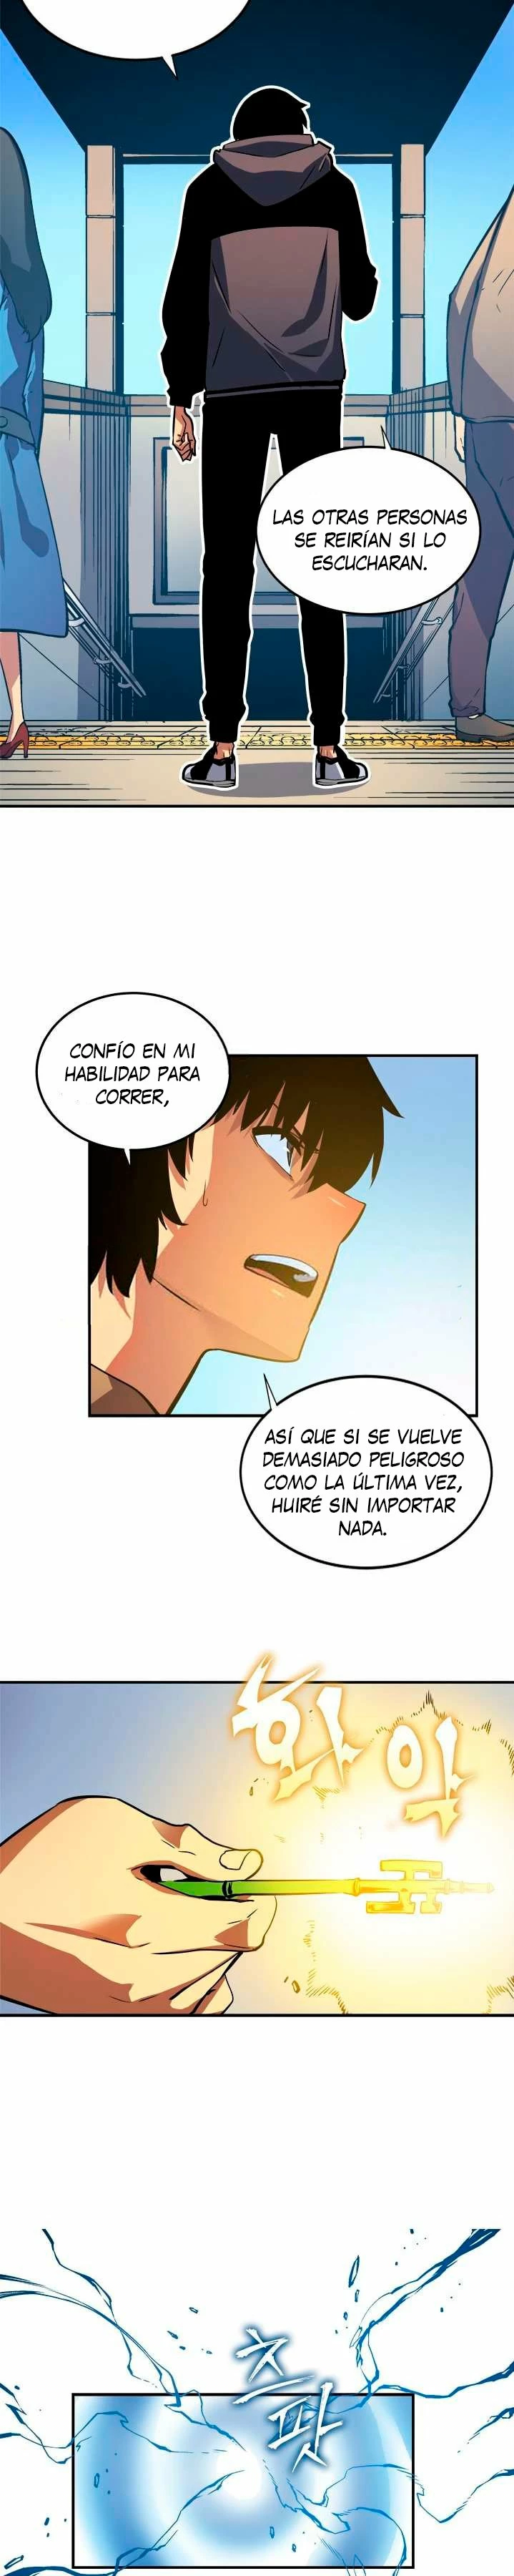 LAS OTRAS PERSONAS
SE REIRÍAN SI LO
ESCUCHARAN.
CONFÍO EN MI
HABILIDAD PARA
CORRER,
ASÍ QUE SI SE VUELVE
DEMASIADO PELIGROSO
COMO LA ÚLTIMA VEZ,
HUIRÉ SIN IMPORTAR
NADA.
화악
츠팟